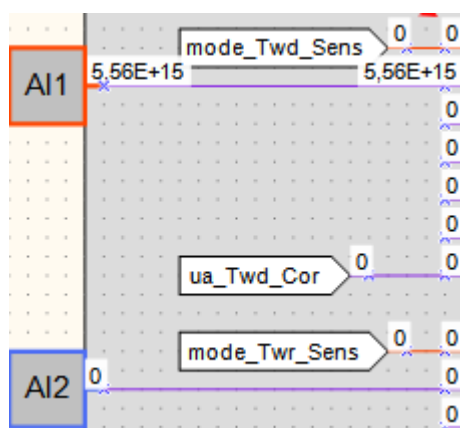 mode_Twd_Sens 0 0
AI1 5,56E+15 5,56E+15
0
0
0
0
ua_Twd_Cor 0 0
mode_Twr_Sens 0 0
AI2 0 0
0